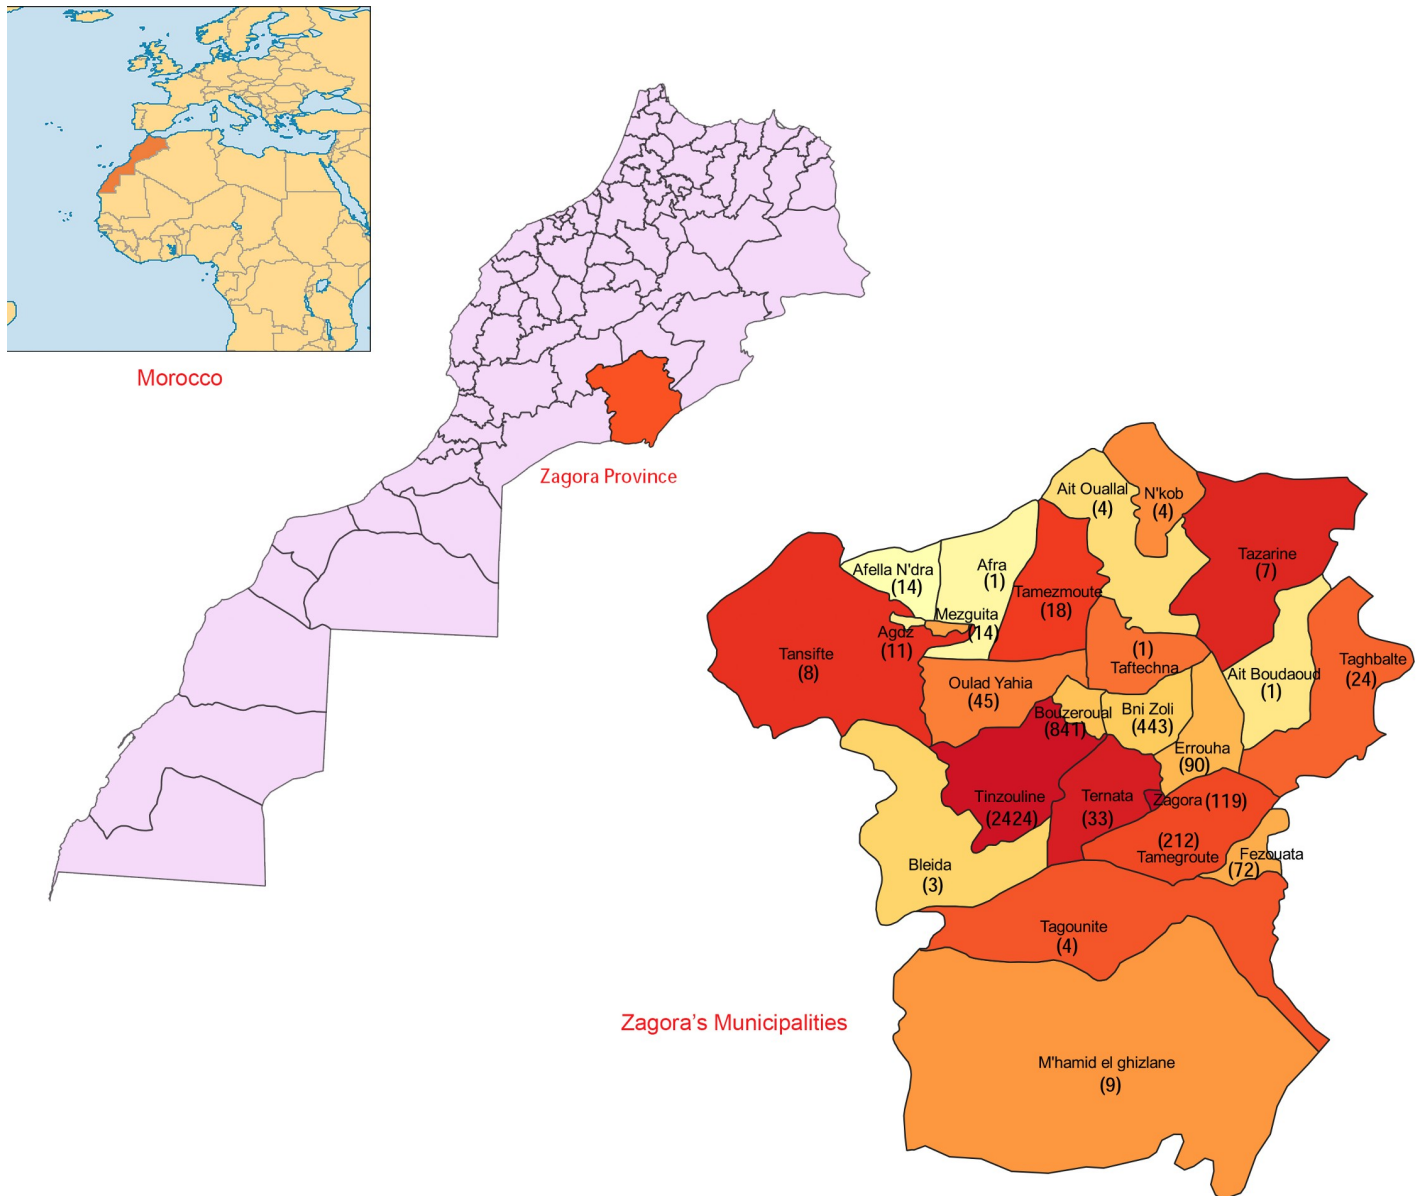 Morocco
Zagora Province
Zagora's Municipalities
Ait Ouallal
(4)
N'kob
(4)
Tazarine
(7)
Afella N'dra
(14)
Afra
(1)
Tamezmoute
(18)
Mezguita
(14)
Agdz
(11)
Tansifte
(8)
(1)
Taftechna
Ait Boudaoud
(1)
Taghbalte
(24)
Oulad Yahia
(45)
Bouzeroual
(841)
Bni Zoli
(443)
Errouha
(90)
Tinzouline
(2424)
Ternata
(33)
Zagora (119)
(212)
Tamegroute
Fezouata
(72)
Bleida
(3)
Tagounite
(4)
M'hamid el ghizlane
(9)